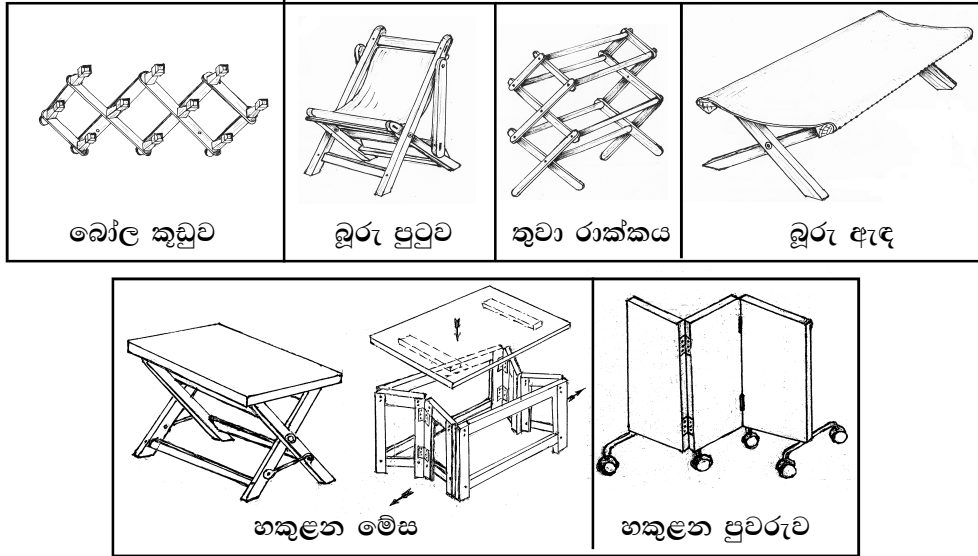 බෝල කූඩුව
බූරු පුටුව
තුවා රාක්කය
බූරු ඇඳ
හකුළන මේස
හකුළන පුවරුව